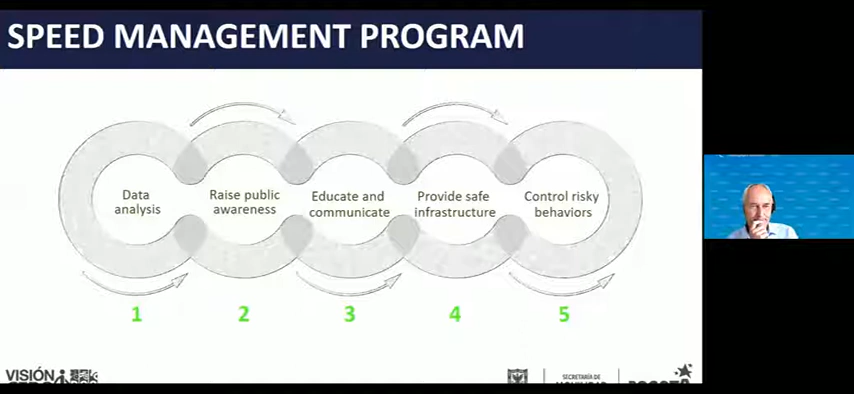 SPEED MANAGEMENT PROGRAM
Data
analysis
Raise public
awareness
Educate and
communicate
Provide safe
infrastructure
Control risky
behaviors
1 2 3 4 5
VISIÓN
SECRETARÍA DE